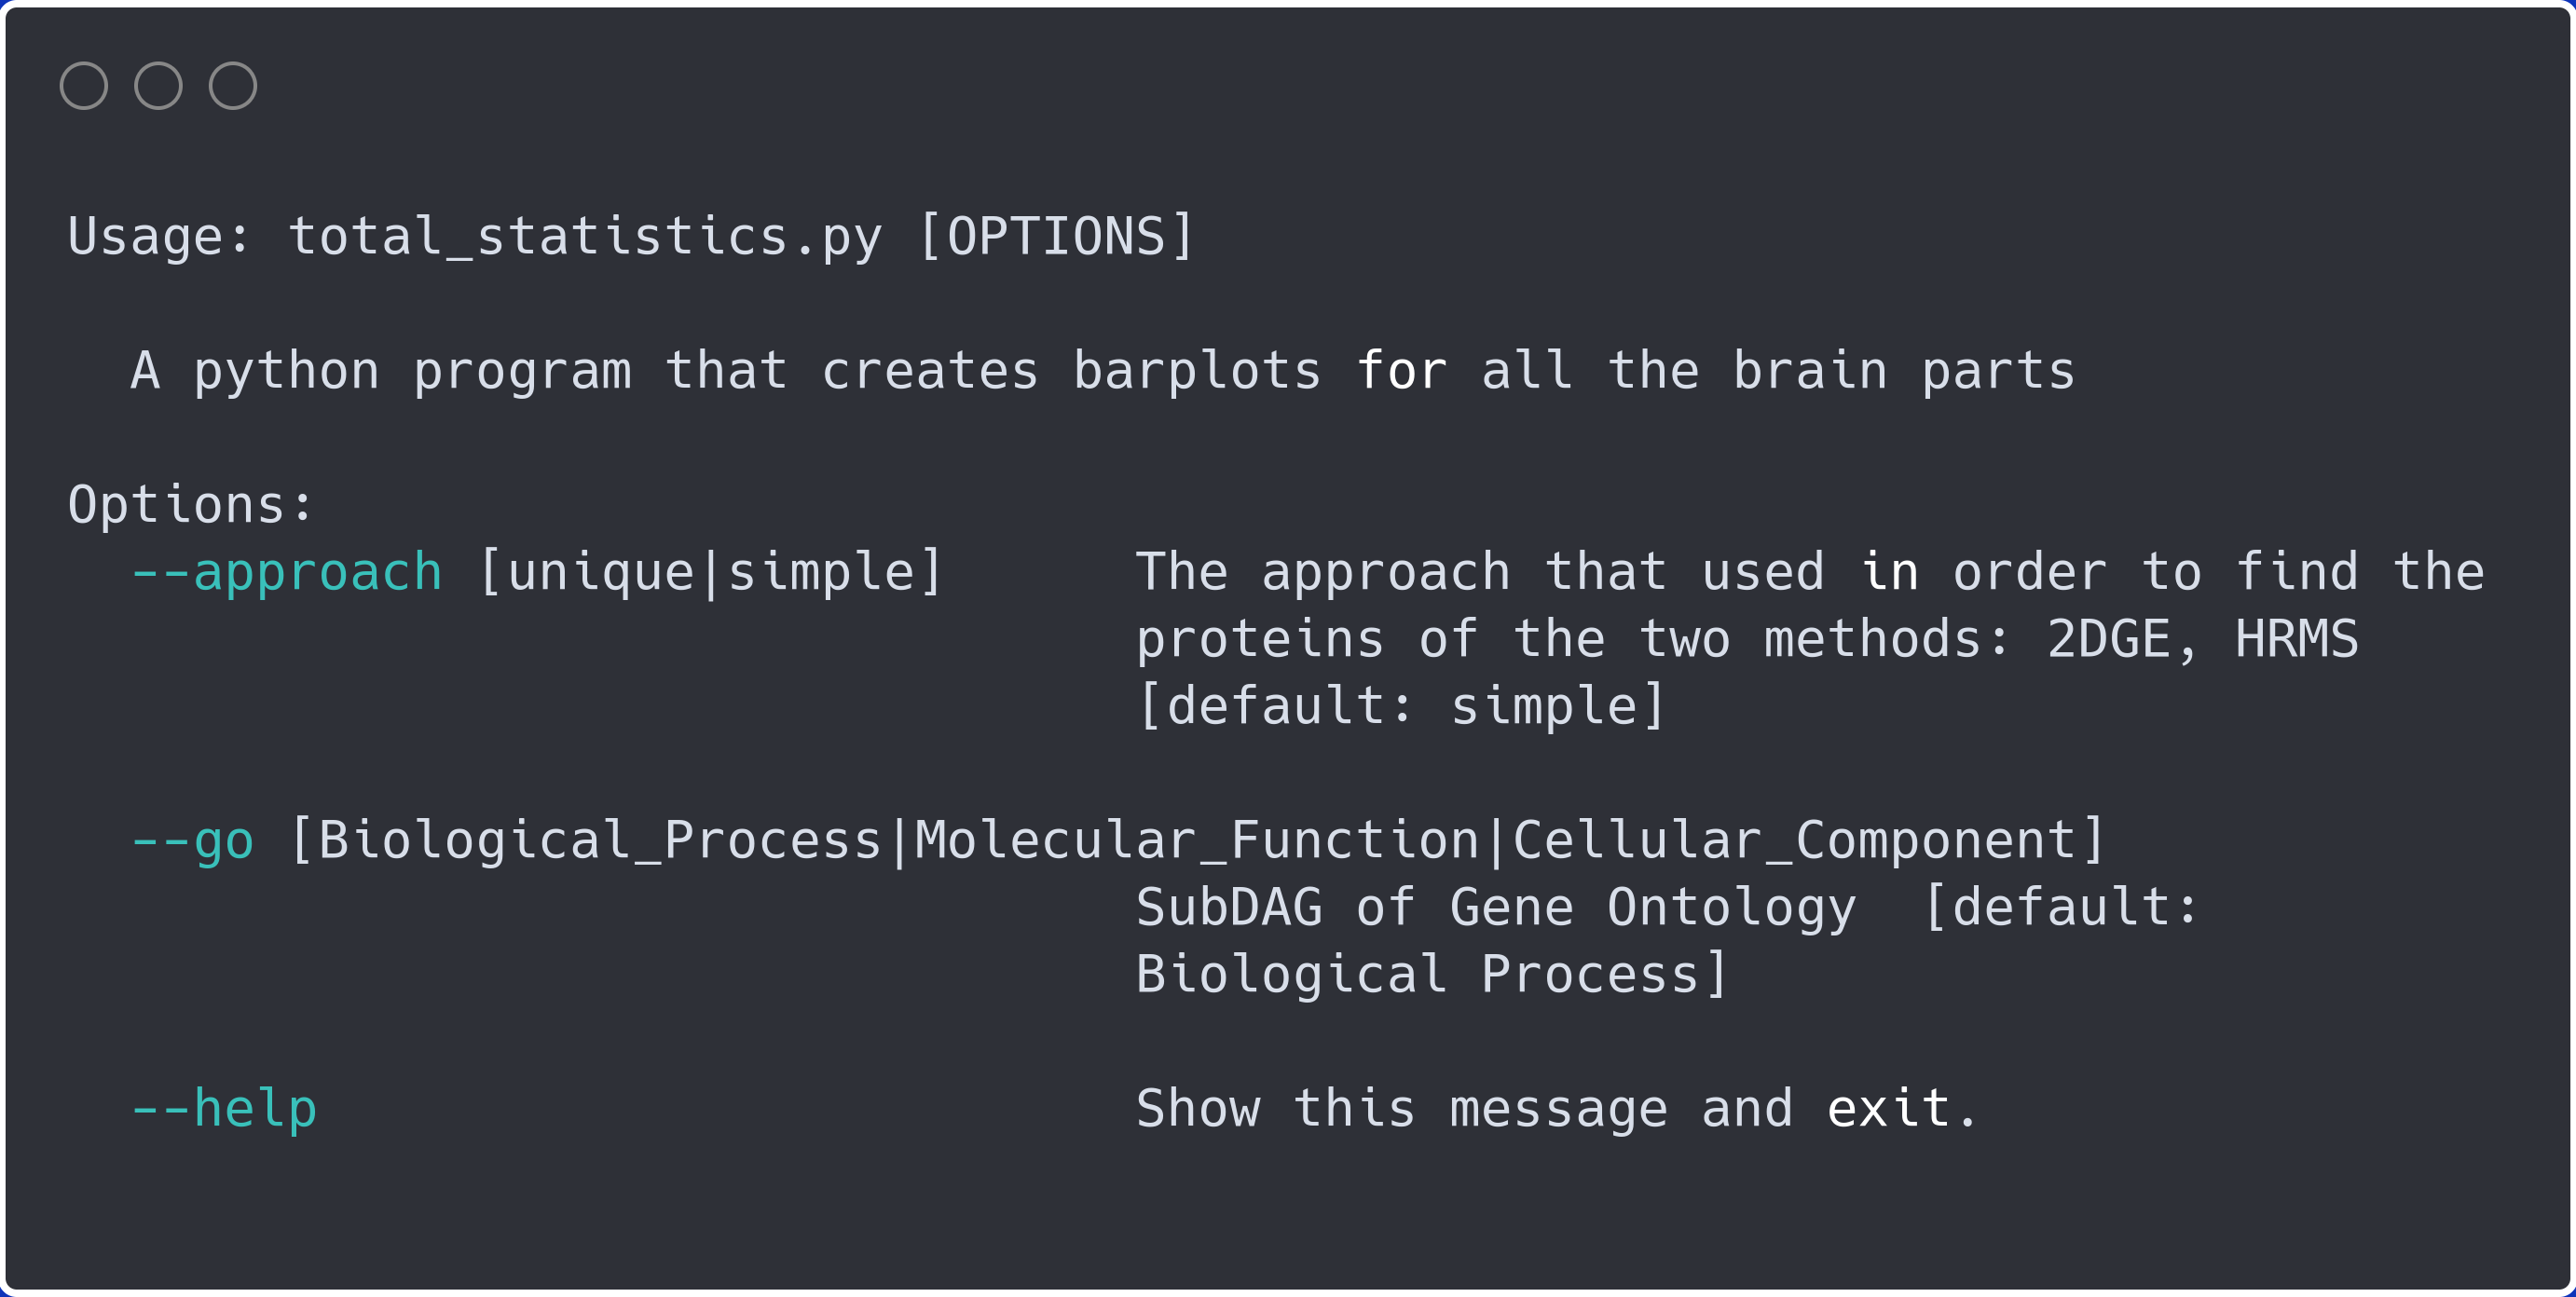 Usage: total_statistics.py [OPTIONS]
A python program that creates barplots for all the brain parts
Options:
--approach [unique|simple] The approach that used in order to find the
proteins of the two methods: 2DGE, HRMS
[default: simple]
--go [Biological_Process|Molecular_Function|Cellular_Component]
SubDAG of Gene Ontology [default:
Biological Process]
--help Show this message and exit.